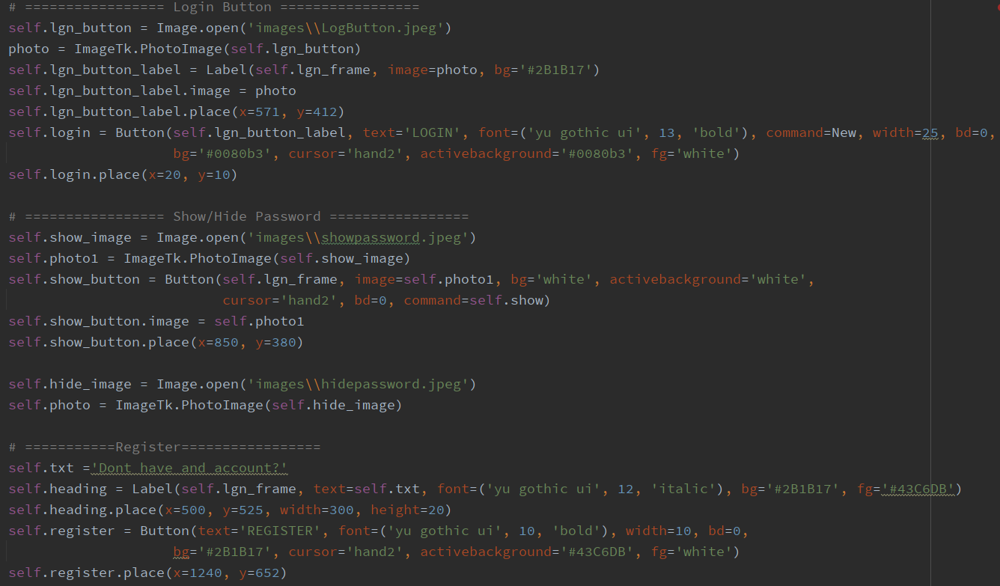 # ================= Login Button =================
self.lgn_button = Image.open('images\\LogButton.jpeg')
photo = ImageTk.PhotoImage(self.lgn_button)
self.lgn_button_label = Label(self.lgn_frame, image=photo, bg='#2B1B17')
self.lgn_button_label.image = photo
self.lgn_button_label.place(x=571, y=412)
self.login = Button(self.lgn_button_label, text='LOGIN', font=('yu gothic ui', 13, 'bold'), command=New, width=25, bd=0,
                    bg='#0080b3', cursor='hand2', activebackground='#0080b3', fg='white')
self.login.place(x=20, y=10)

# ================= Show/Hide Password =================
self.show_image = Image.open('images\\showpassword.jpeg')
self.photo1 = ImageTk.PhotoImage(self.show_image)
self.show_button = Button(self.lgn_frame, image=self.photo1, bg='white', activebackground='white',
                          cursor='hand2', bd=0, command=self.show)
self.show_button.image = self.photo1
self.show_button.place(x=850, y=380)

self.hide_image = Image.open('images\\hidepassword.jpeg')
self.photo = ImageTk.PhotoImage(self.hide_image)

# ===========Register=================
self.txt ='Dont have and account?'
self.heading = Label(self.lgn_frame, text=self.txt, font=('yu gothic ui', 12, 'italic'), bg='#2B1B17', fg='#43C6DB')
self.heading.place(x=500, y=525, width=300, height=20)
self.register = Button(text='REGISTER', font=('yu gothic ui', 10, 'bold'), width=10, bd=0,
                    bg='#2B1B17', cursor='hand2', activebackground='#43C6DB', fg='white')
self.register.place(x=1240, y=652)